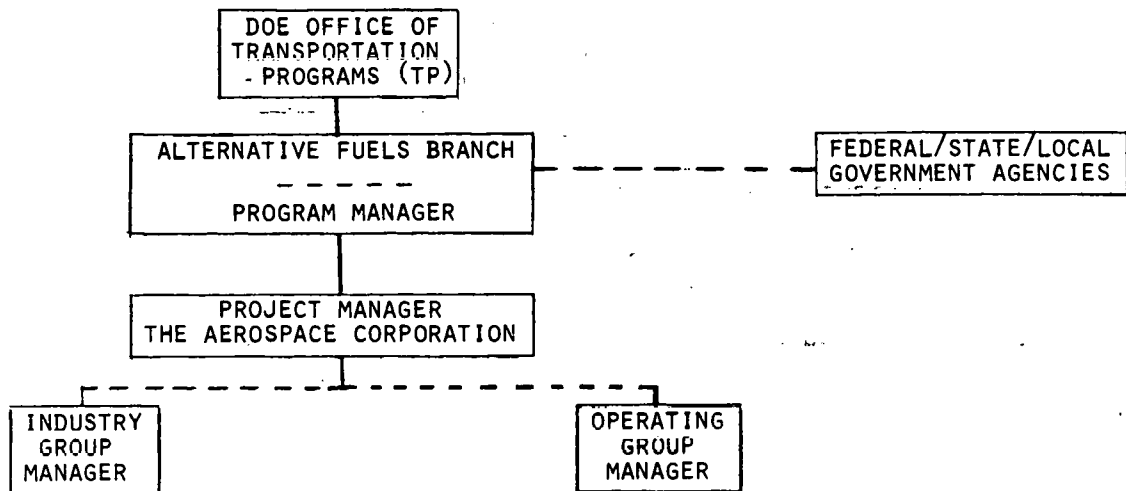 DOE OFFICE OF
TRANSPORTATION
- PROGRAMS (TP)
ALTERNATIVE FUELS BRANCH
- - - - - -
PROGRAM MANAGER
FEDERAL/STATE/LOCAL
GOVERNMENT AGENCIES
PROJECT MANAGER
THE AEROSPACE CORPORATION
INDUSTRY
GROUP
MANAGER
OPERATING
GROUP
MANAGER